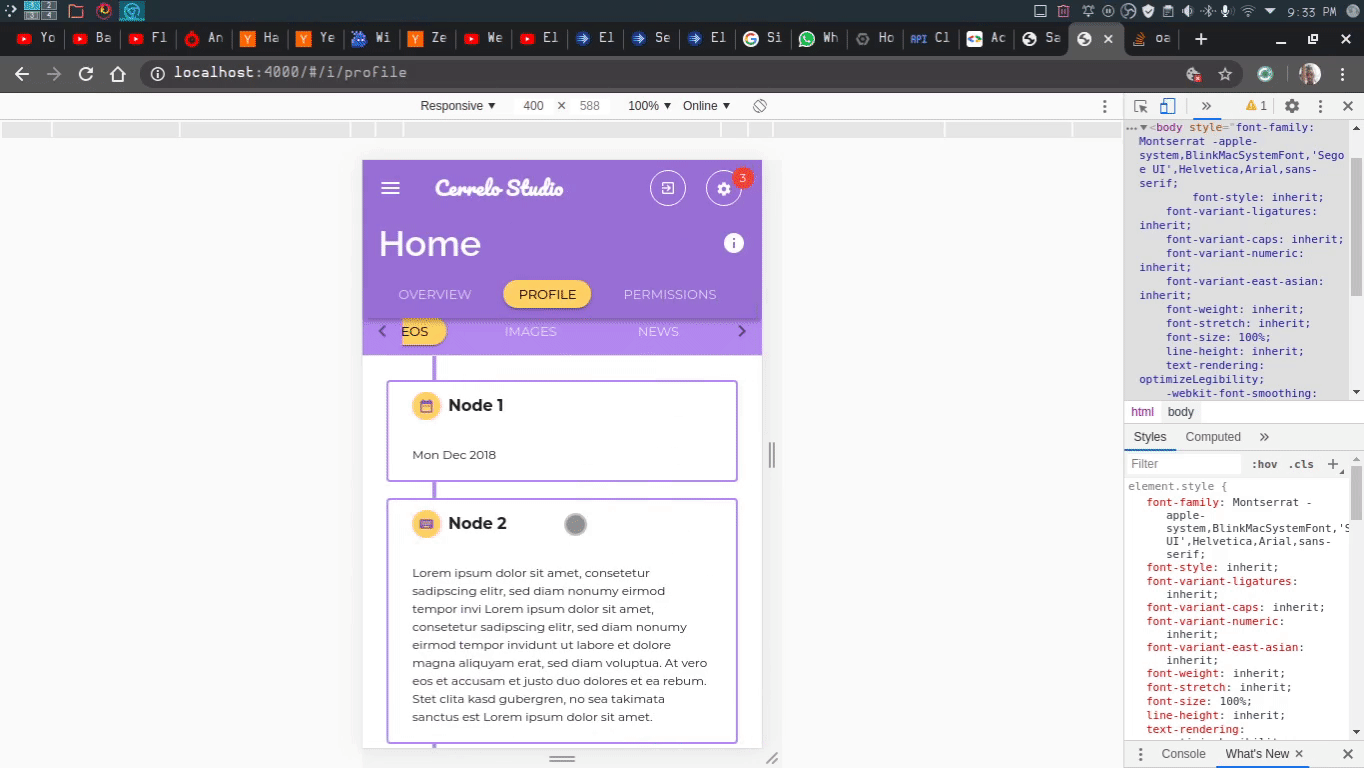 1 2
3 4
9:33 PM
Yo Ba Fl An Ha Ye Wi Ze We El El Se El Si Wh Ho API Cl Ac Sa oa
localhost:4000/#/i/profile
Responsive 400 × 588 100% Online
1
Cerrelo Studio 3
Home
OVERVIEW PROFILE PERMISSIONS
EOS IMAGES NEWS
Node 1
Mon Dec 2018
Node 2
Lorem ipsum dolor sit amet, consetetur
sadipscing elitr, sed diam nonumy eirmod
tempor invi Lorem ipsum dolor sit amet,
consetetur sadipscing elitr, sed diam nonumy
eirmod tempor invidunt ut labore et dolore
magna aliquyam erat, sed diam voluptua. At vero
eos et accusam et justo duo dolores et ea rebum.
Stet clita kasd gubergren, no sea takimata
sanctus est Lorem ipsum dolor sit amet.
<body style="font-family:
Montserrat -apple-
system,BlinkMacSystemFont,'Sego
e UI',Helvetica,Arial,sans-
serif;
font-style: inherit;
font-variant-ligatures:
inherit;
font-variant-caps: inherit;
font-variant-numeric:
inherit;
font-variant-east-asian:
inherit;
font-weight: inherit;
font-stretch: inherit;
font-size: 100%;
line-height: inherit;
text-rendering:
optimizeLegibility;
-webkit-font-smoothing:
html body
Styles Computed
Filter :hov .cls
element.style {
font-family: Montserrat -
apple-
system,BlinkMacSystemFont,'S
UI',Helvetica,Arial,sans-
serif;
font-style: inherit;
font-variant-ligatures:
inherit;
font-variant-caps: inherit;
font-variant-numeric:
inherit;
font-variant-east-asian:
inherit;
font-weight: inherit;
font-stretch: inherit;
font-size: 100%;
line-height: inherit;
text-rendering:
Console What's New